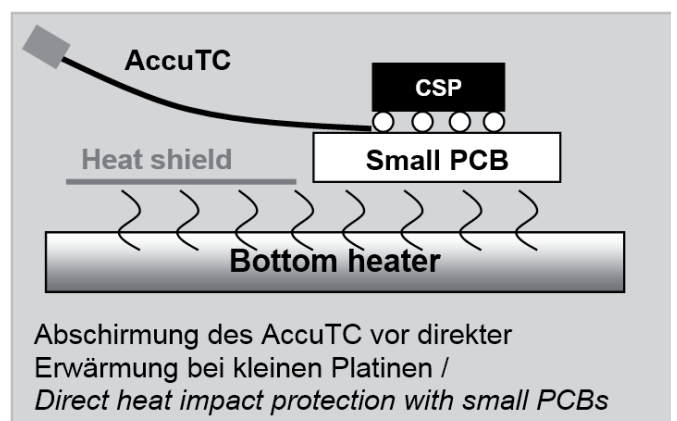 AccuTC
CSP
Heat shield
Small PCB
Bottom heater
Abschirmung des AccuTC vor direkter
Erwärmung bei kleinen Platinen /
Direct heat impact protection with small PCBs